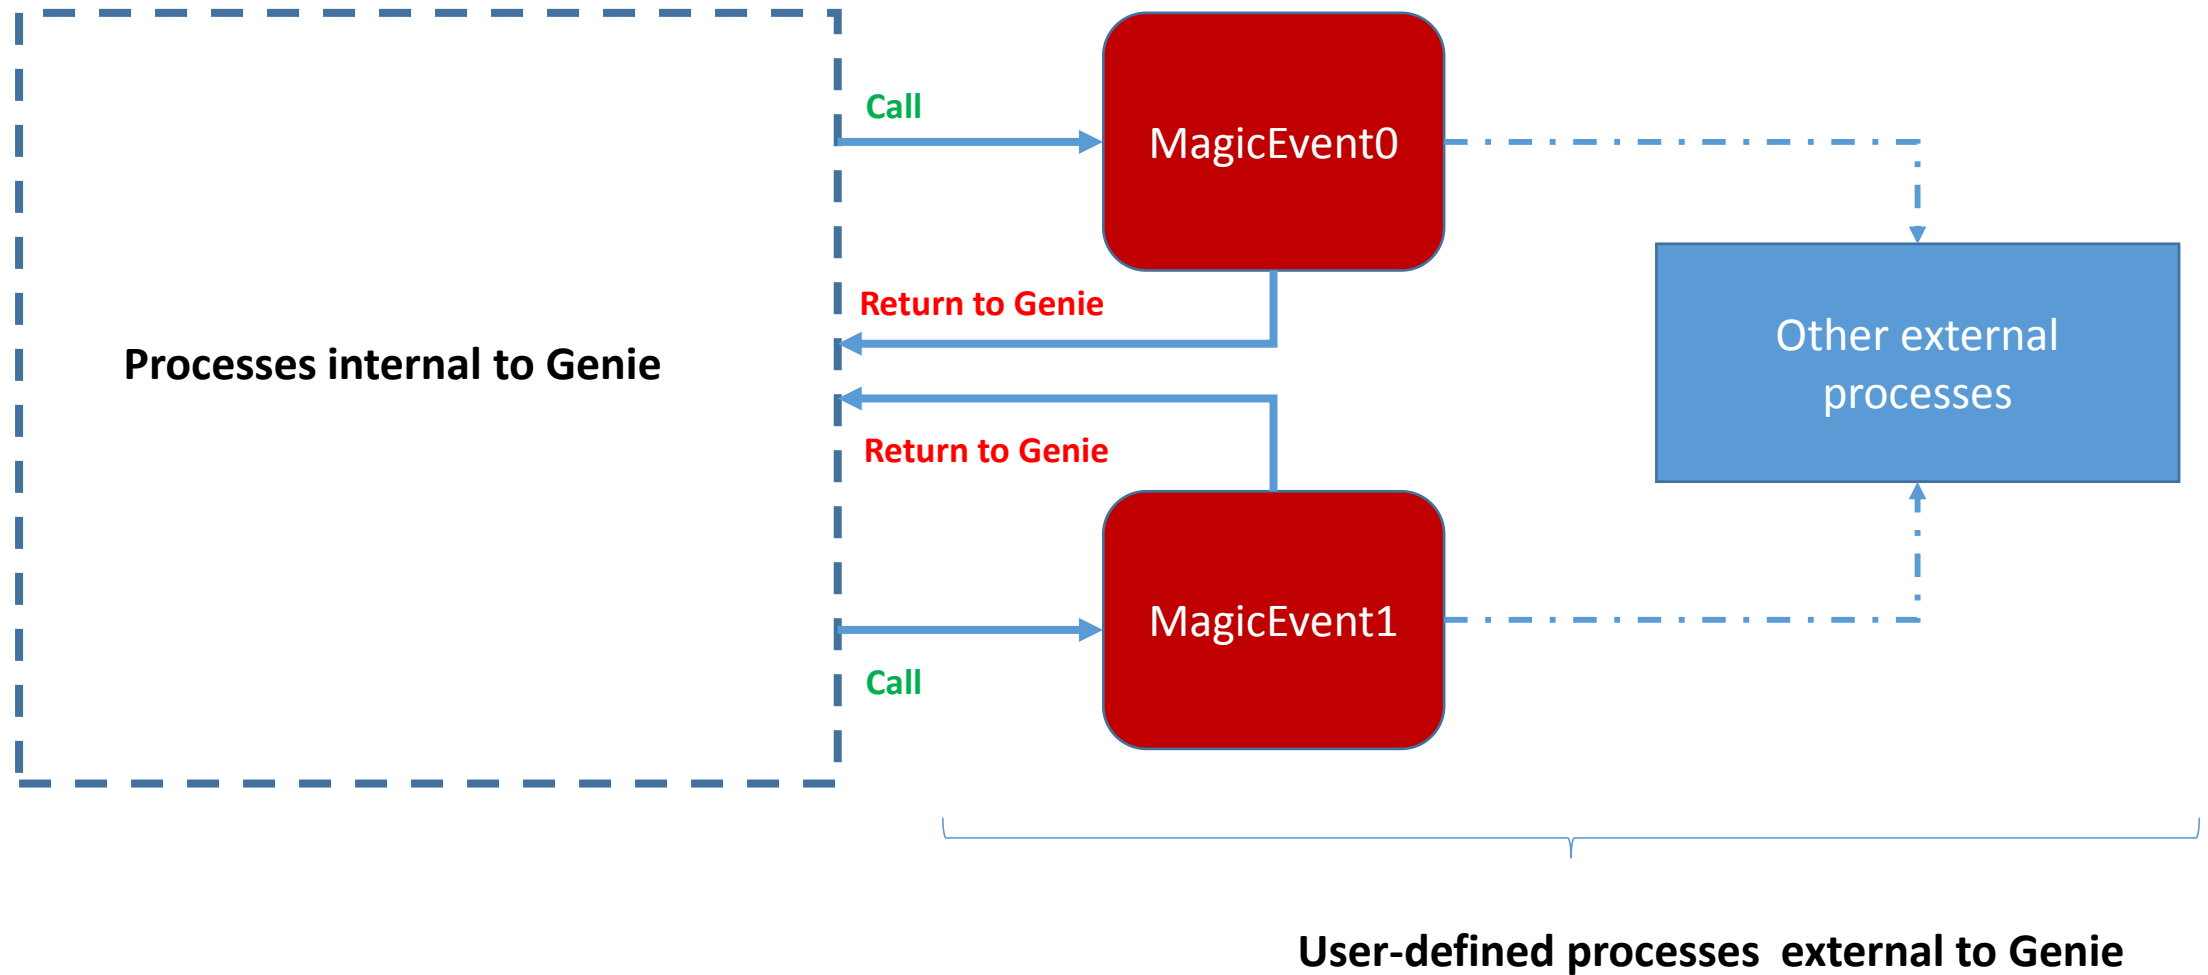 Call
MagicEvent0
Return to Genie
Processes internal to Genie
Other external
processes
Return to Genie
MagicEvent1
Call
User-defined processes  external to Genie